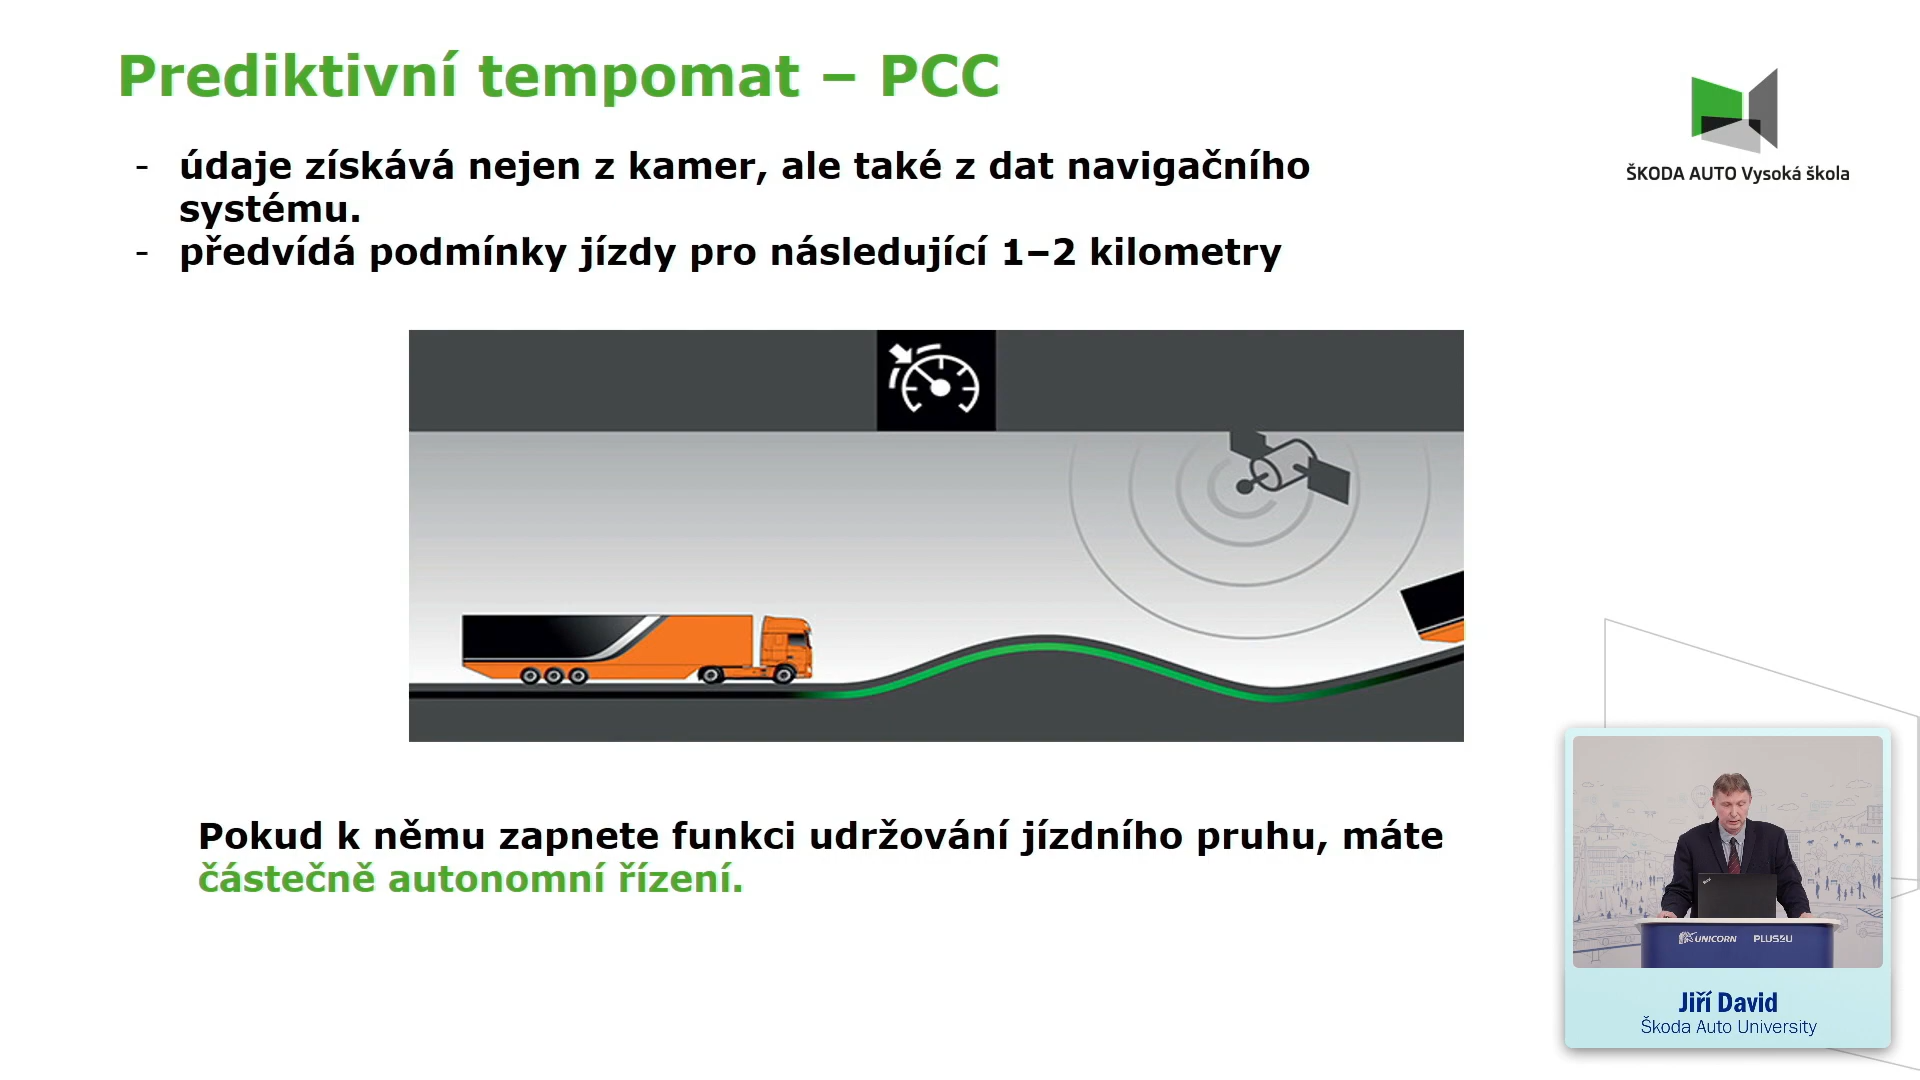 Prediktivní tempomat – PCC
- údaje získává nejen z kamer, ale také z dat navigačního
systému.
- předvídá podmínky jízdy pro následující 1–2 kilometry
ŠKODA AUTO Vysoká škola
Pokud k němu zapnete funkci udržování jízdního pruhu, máte
částečně autonomní řízení.
UNICORN PLUS4U
Jiří David
Škoda Auto University